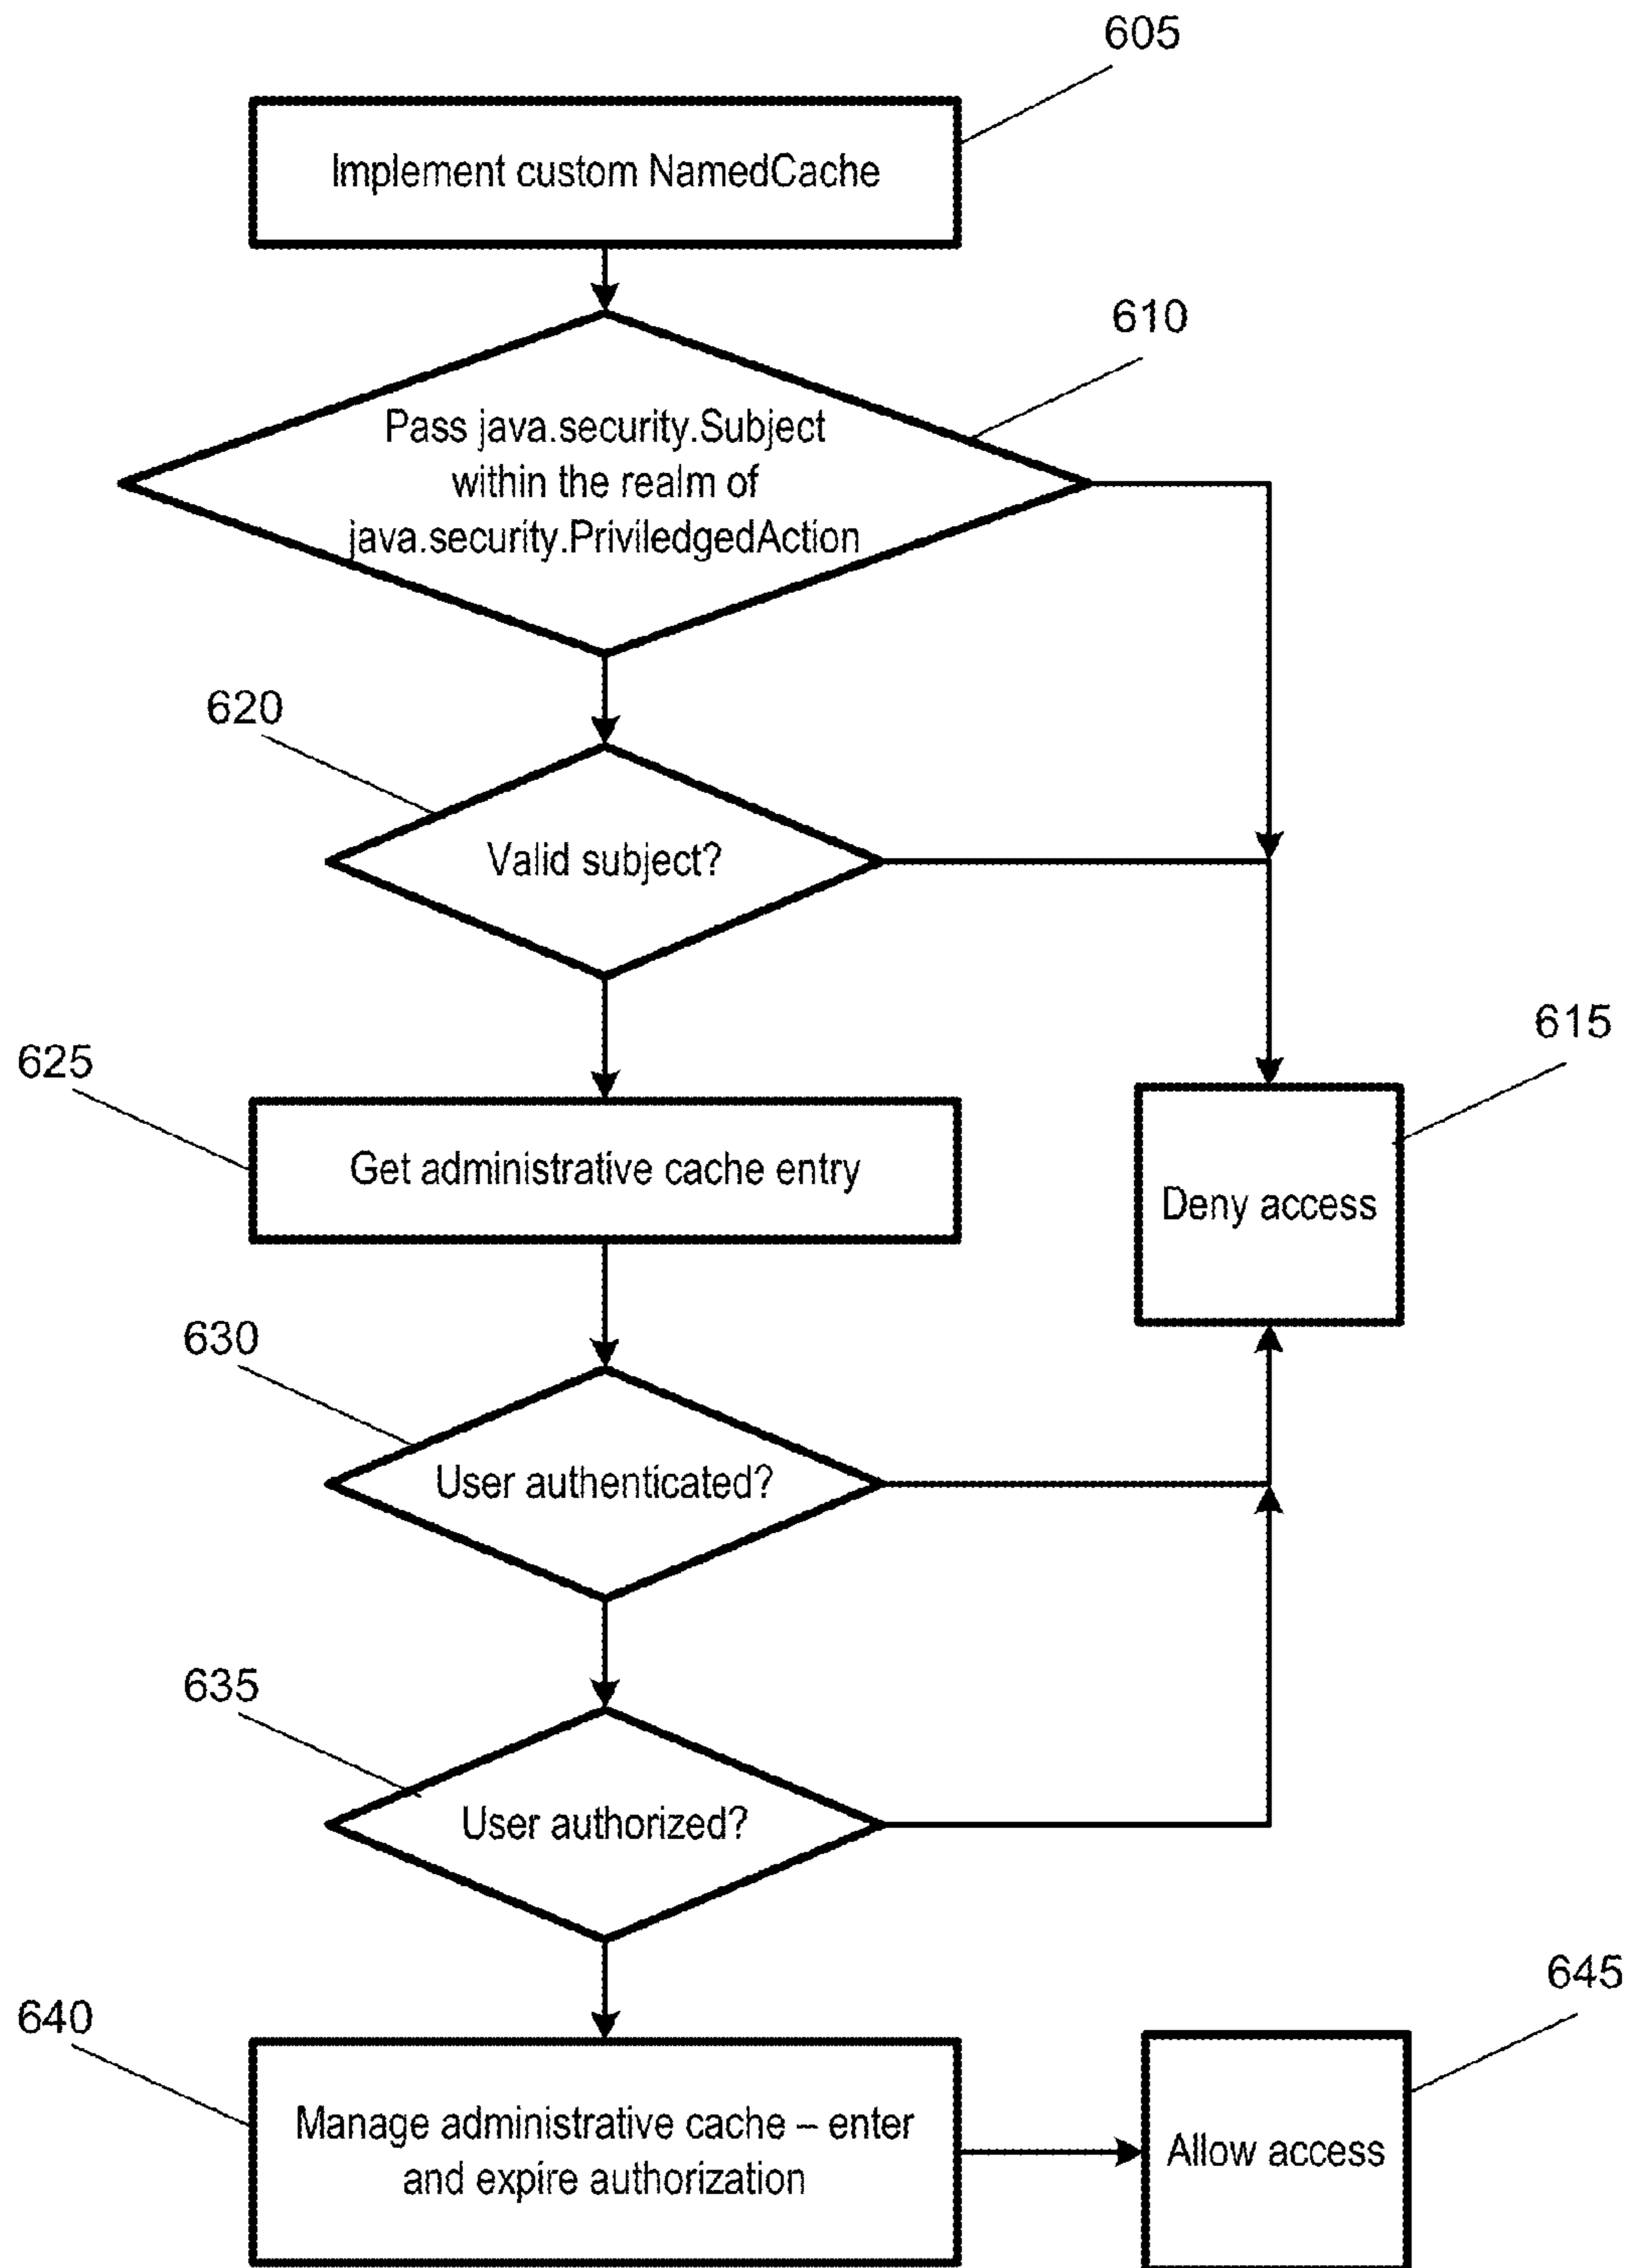 605
Implement custom NamedCache
610
Pass java.security.Subject
within the realm of
java.security.PriviledgedAction
620
Valid subject?
625
615
Get administrative cache entry
Deny access
630
User authenticated?
635
User authorized?
640
645
Manage administrative cache – enter
and expire authorization
Allow access